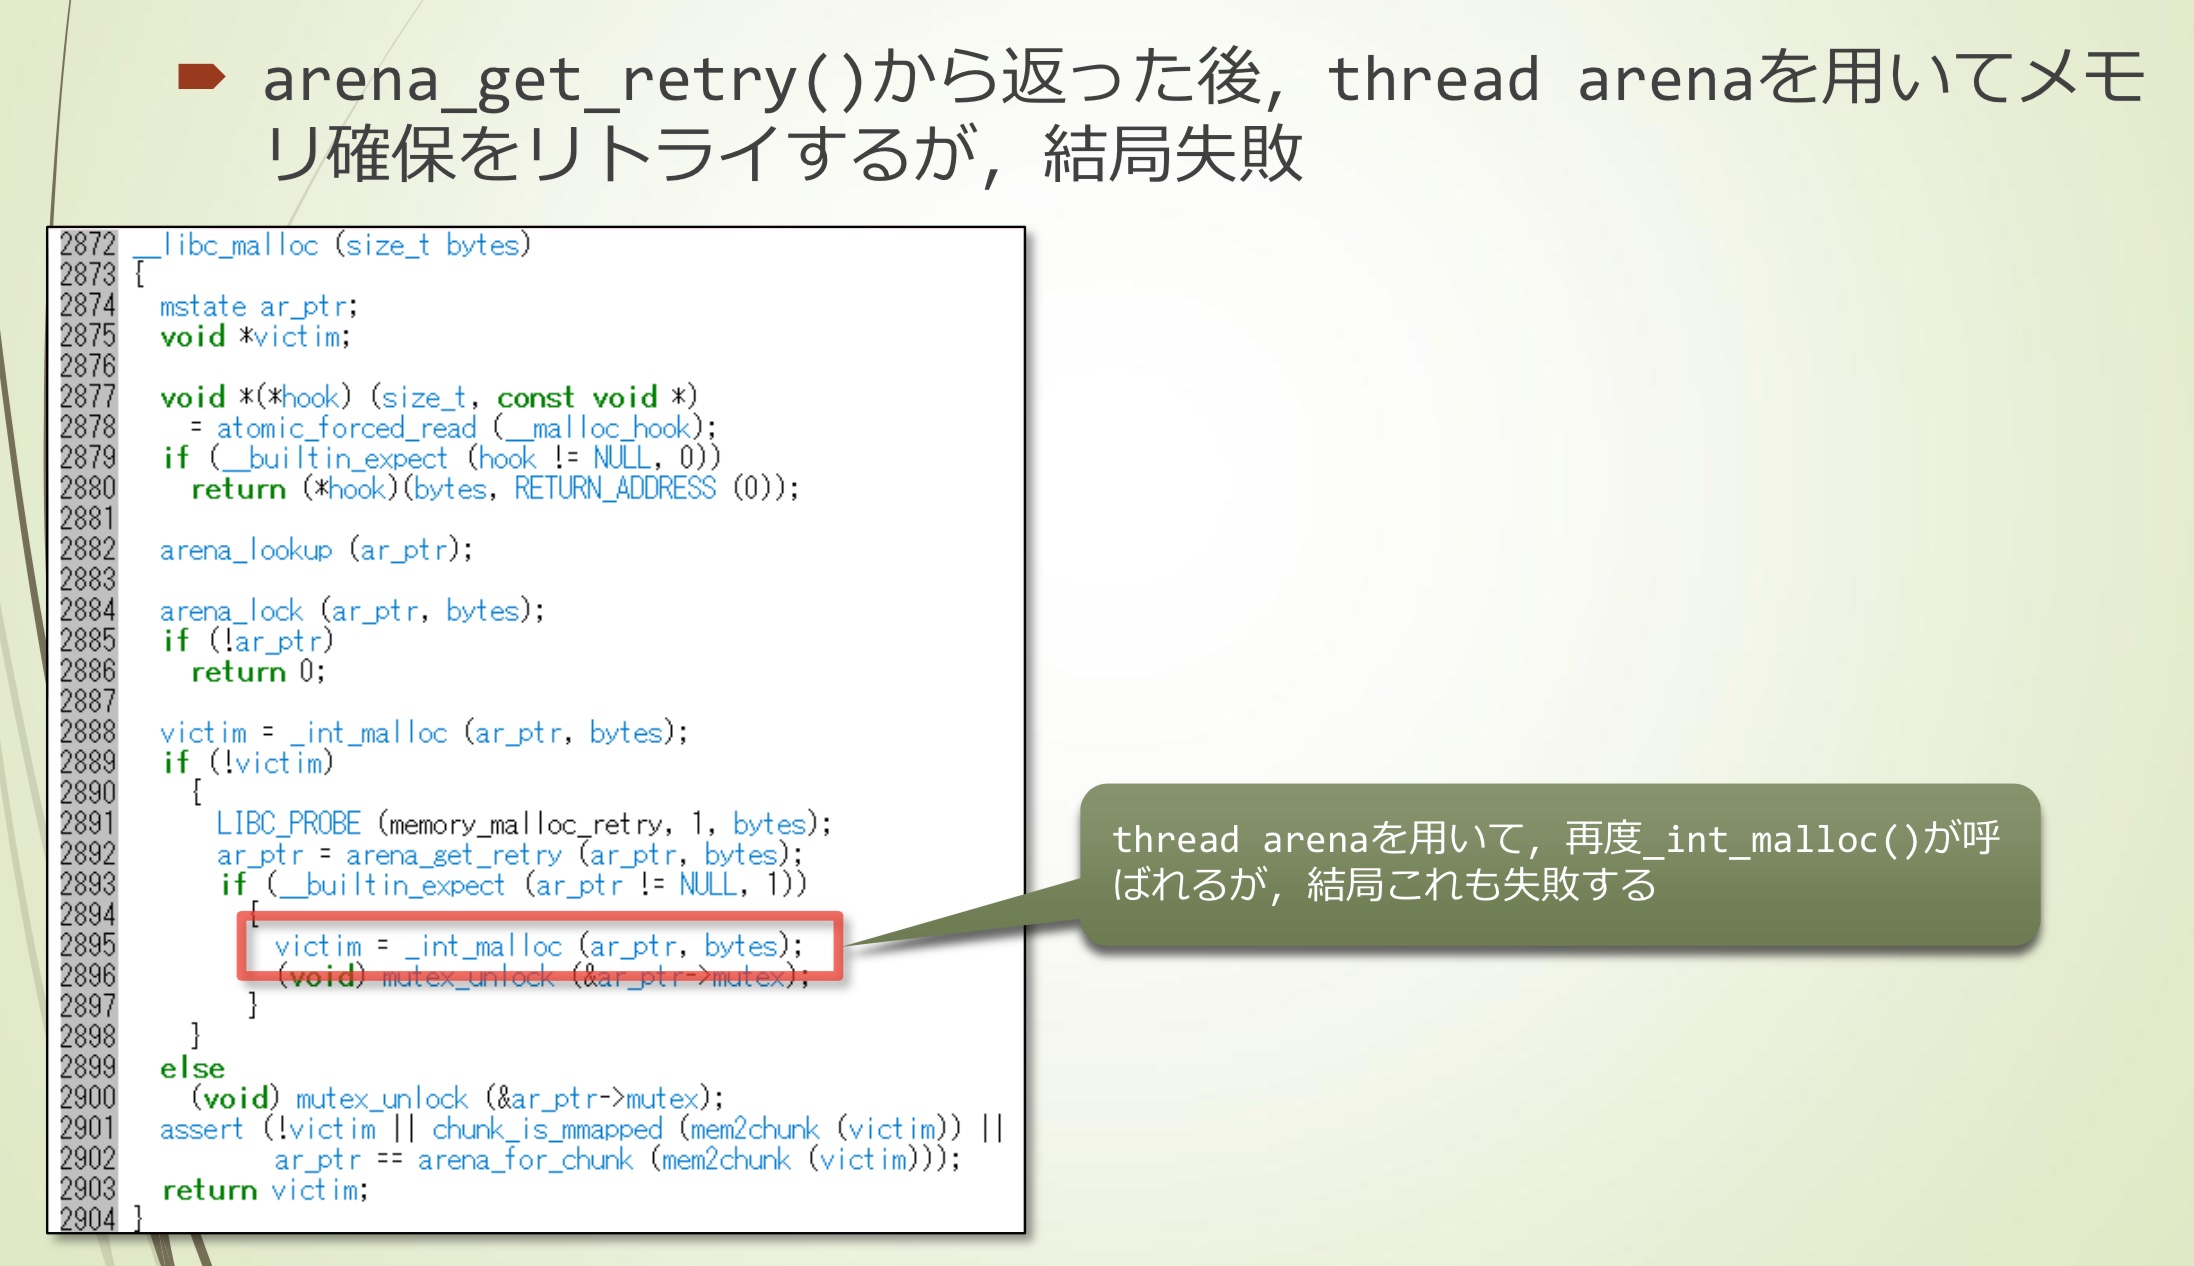 arena_get_retry()から返った後, thread arenaを用いてメモ
リ確保をリトライするが, 結局失敗
2872 __libc_malloc (size_t bytes)
2873 {
2874   mstate ar_ptr;
2875   void *victim;
2876
2877   void *(*hook) (size_t, const void *)
2878     = atomic_forced_read (__malloc_hook);
2879   if (__builtin_expect (hook != NULL, 0))
2880     return (*hook)(bytes, RETURN_ADDRESS (0));
2881
2882   arena_lookup (ar_ptr);
2883
2884   arena_lock (ar_ptr, bytes);
2885   if (!ar_ptr)
2886     return 0;
2887
2888   victim = _int_malloc (ar_ptr, bytes);
2889   if (!victim)
2890     {
2891       LIBC_PROBE (memory_malloc_retry, 1, bytes);
2892       ar_ptr = arena_get_retry (ar_ptr, bytes);
2893       if (__builtin_expect (ar_ptr != NULL, 1))
2894         {
2895           victim = _int_malloc (ar_ptr, bytes);
2896           (void) mutex_unlock (&ar_ptr->mutex);
2897         }
2898     }
2899   else
2900     (void) mutex_unlock (&ar_ptr->mutex);
2901   assert (!victim || chunk_is_mmapped (mem2chunk (victim)) ||
2902           ar_ptr == arena_for_chunk (mem2chunk (victim)));
2903   return victim;
2904 }
thread arenaを用いて, 再度_int_malloc()が呼
ばれるが, 結局これも失敗する